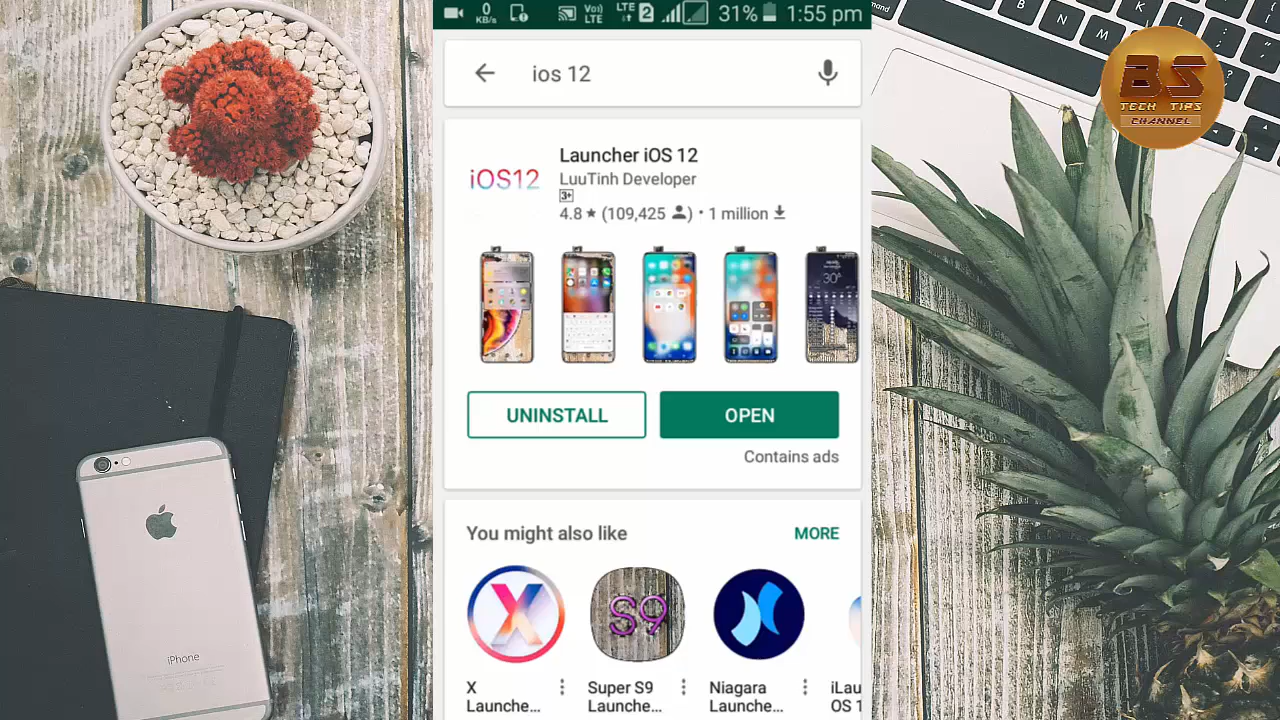 0 KB/s VoI) LTE LTE 2 31% 1:55 pm
ios 12
BS
TECH TIPS
CHANNEL
iOS12
Launcher iOS 12
LuuTinh Developer
3+
4.8 ★ (109,425) • 1 million
UNINSTALL
OPEN
Contains ads
You might also like
MORE
X
Launche...
S9
Super S9
Launche...
Niagara
Launche...
iLau
OS 1
iPhone
B
N
M
?